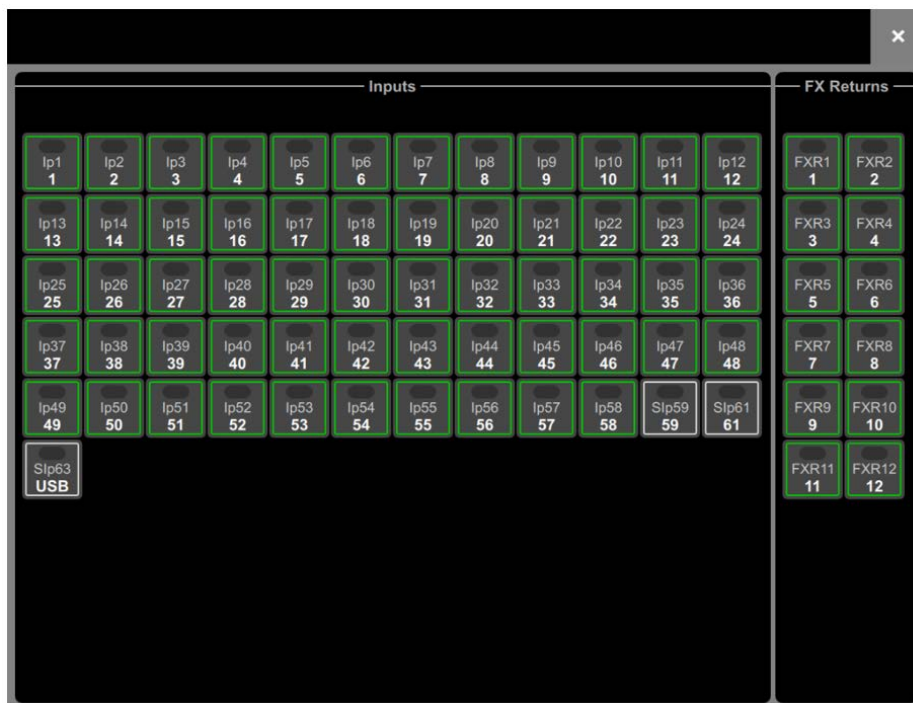 ×
Inputs
FX Returns
Ip1 Ip2 Ip3 Ip4 Ip5 Ip6 Ip7 Ip8 Ip9 Ip10 Ip11 Ip12
1 2 3 4 5 6 7 8 9 10 11 12
Ip13 Ip14 Ip15 Ip16 Ip17 Ip18 Ip19 Ip20 Ip21 Ip22 Ip23 Ip24
13 14 15 16 17 18 19 20 21 22 23 24
Ip25 Ip26 Ip27 Ip28 Ip29 Ip30 Ip31 Ip32 Ip33 Ip34 Ip35 Ip36
25 26 27 28 29 30 31 32 33 34 35 36
Ip37 Ip38 Ip39 Ip40 Ip41 Ip42 Ip43 Ip44 Ip45 Ip46 Ip47 Ip48
37 38 39 40 41 42 43 44 45 46 47 48
Ip49 Ip50 Ip51 Ip52 Ip53 Ip54 Ip55 Ip56 Ip57 Ip58 SIp59 SIp61
49 50 51 52 53 54 55 56 57 58 59 61
SIp63
USB
FXR1 FXR2
1 2
FXR3 FXR4
3 4
FXR5 FXR6
5 6
FXR7 FXR8
7 8
FXR9 FXR10
9 10
FXR11 FXR12
11 12